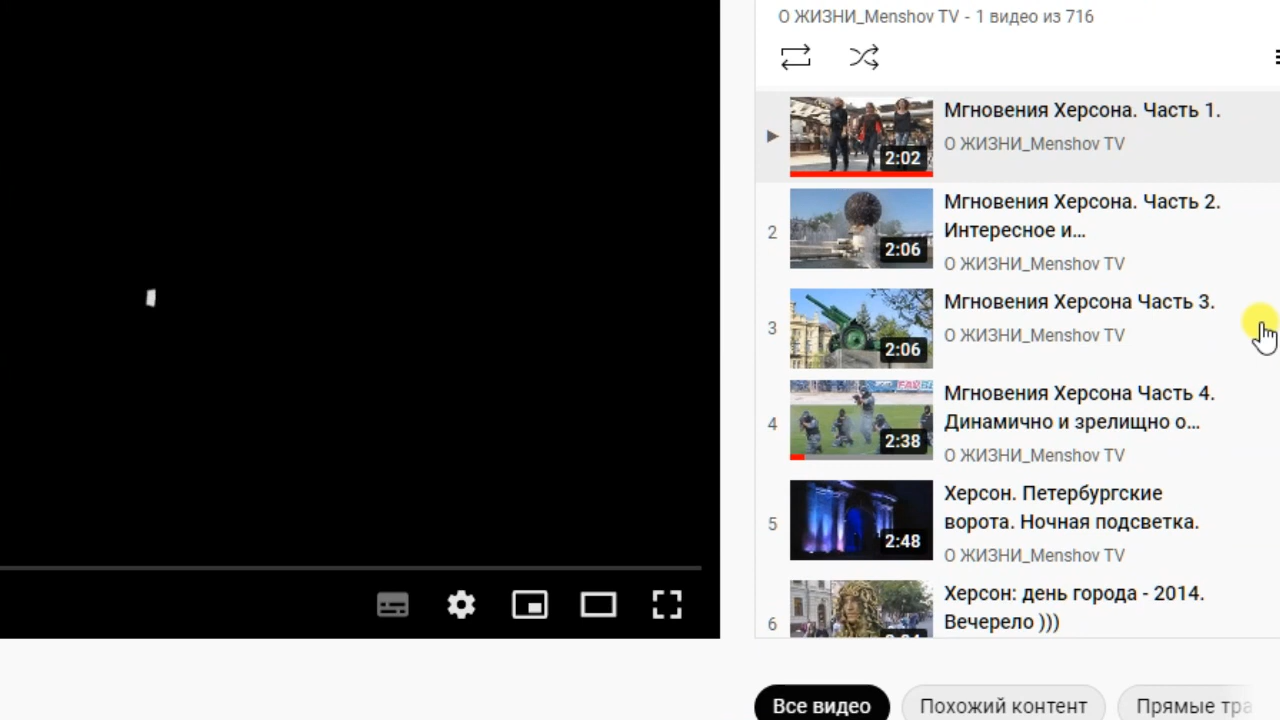 О ЖИЗНИ_Menshov TV - 1 видео из 716
Мгновения Херсона. Часть 1.
О ЖИЗНИ_Menshov TV
2:02
2
Мгновения Херсона. Часть 2.
Интересное и...
О ЖИЗНИ_Menshov TV
2:06
3
Мгновения Херсона Часть 3.
О ЖИЗНИ_Menshov TV
2:06
4
Мгновения Херсона Часть 4.
Динамично и зрелищно о...
О ЖИЗНИ_Menshov TV
2:38
5
Херсон. Петербургские
ворота. Ночная подсветка.
О ЖИЗНИ_Menshov TV
2:48
6
Херсон: день города - 2014.
Вечерело )))
Все видео
Похожий контент
Прямые тра